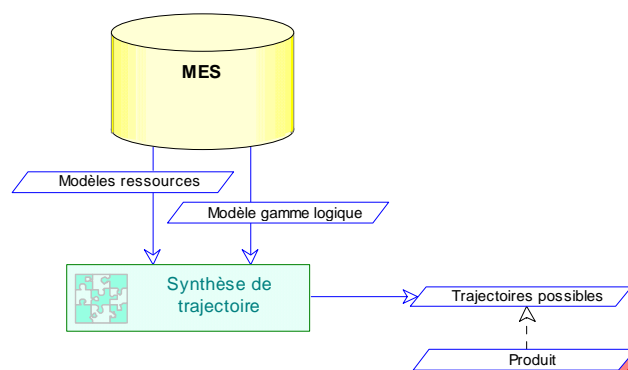 MES
Modèles ressources
Modèle gamme logique
Synthèse de
trajectoire
Trajectoires possibles
Produit